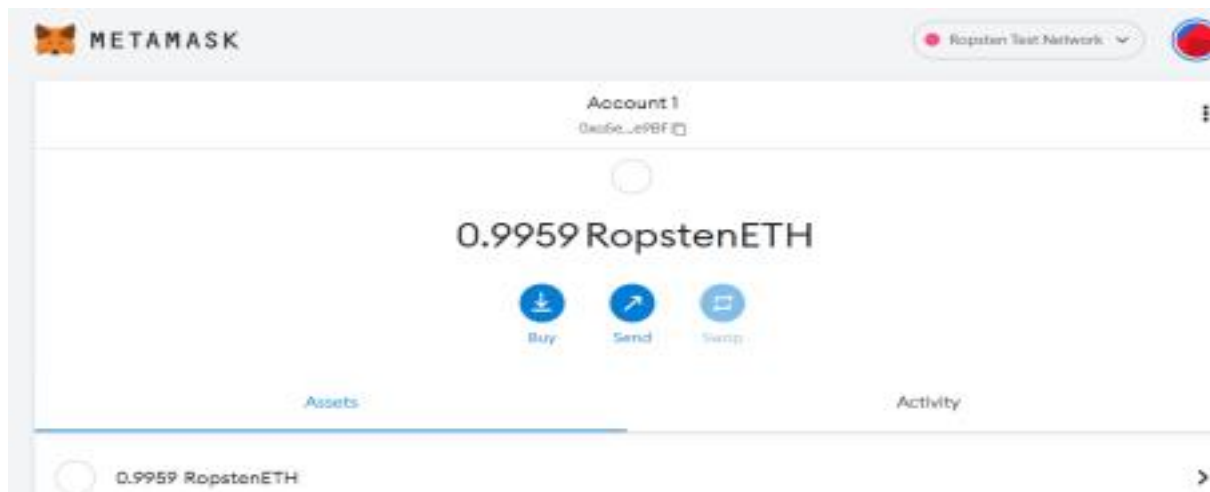 METAMASK
Ropsten Test Network
Account 1
0.9959 RopstenETH
Buy
Send
Swap
Assets
Activity
0.9959 RopstenETH